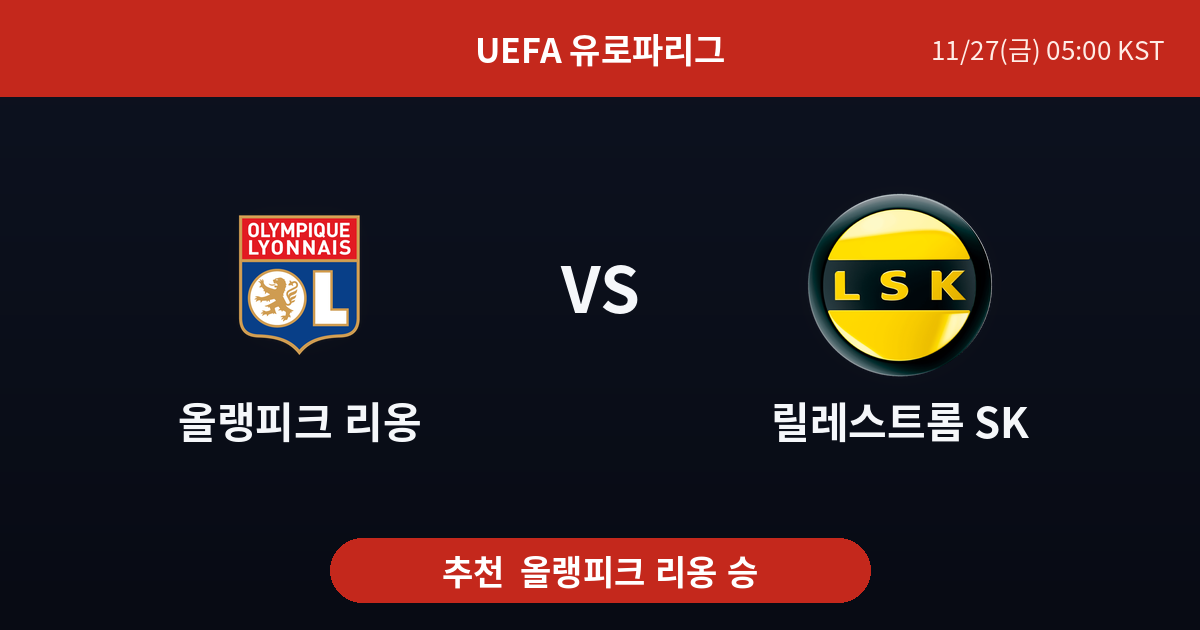 UEFA 유로파리그
11/27(금) 05:00 KST
OLYMPIQUE
LYONNAIS
OL
VS
LSK
올랭피크 리옹
릴레스트롬 SK
추천 올랭피크 리옹 승